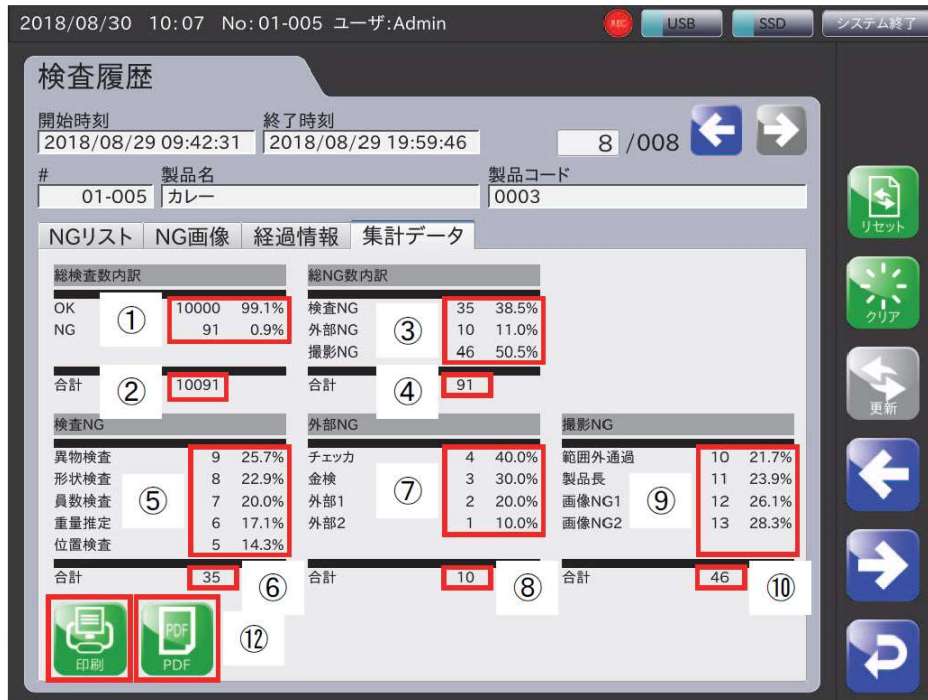 2018/08/30 10:07 No:01-005 ユーザ:Admin REC USB SSD システム終了
検査履歴
開始時刻 終了時刻
2018/08/29 09:42:31 2018/08/29 19:59:46 8 /008
# 製品名 製品コード
01-005 カレー 0003
NGリスト NG画像 経過情報 集計データ
総検査数内訳 総NG数内訳
OK 10000 99.1% 検査NG 35 38.5%
① ③
NG 91 0.9% 外部NG 10 11.0%
撮影NG 46 50.5%
合計 ② 10091 合計 ④ 91
検査NG 外部NG 撮影NG
異物検査 9 25.7% チェッカ 4 40.0% 範囲外通過 10 21.7%
形状検査 8 22.9% 金検 3 30.0% 製品長 11 23.9%
⑤ ⑦ ⑨
員数検査 7 20.0% 外部1 2 20.0% 画像NG1 12 26.1%
重量推定 6 17.1% 外部2 1 10.0% 画像NG2 13 28.3%
位置検査 5 14.3%
合計 35 ⑥ 合計 10 ⑧ 合計 46 ⑩
印刷 PDF PDF ⑫
リセット
クリア
更新